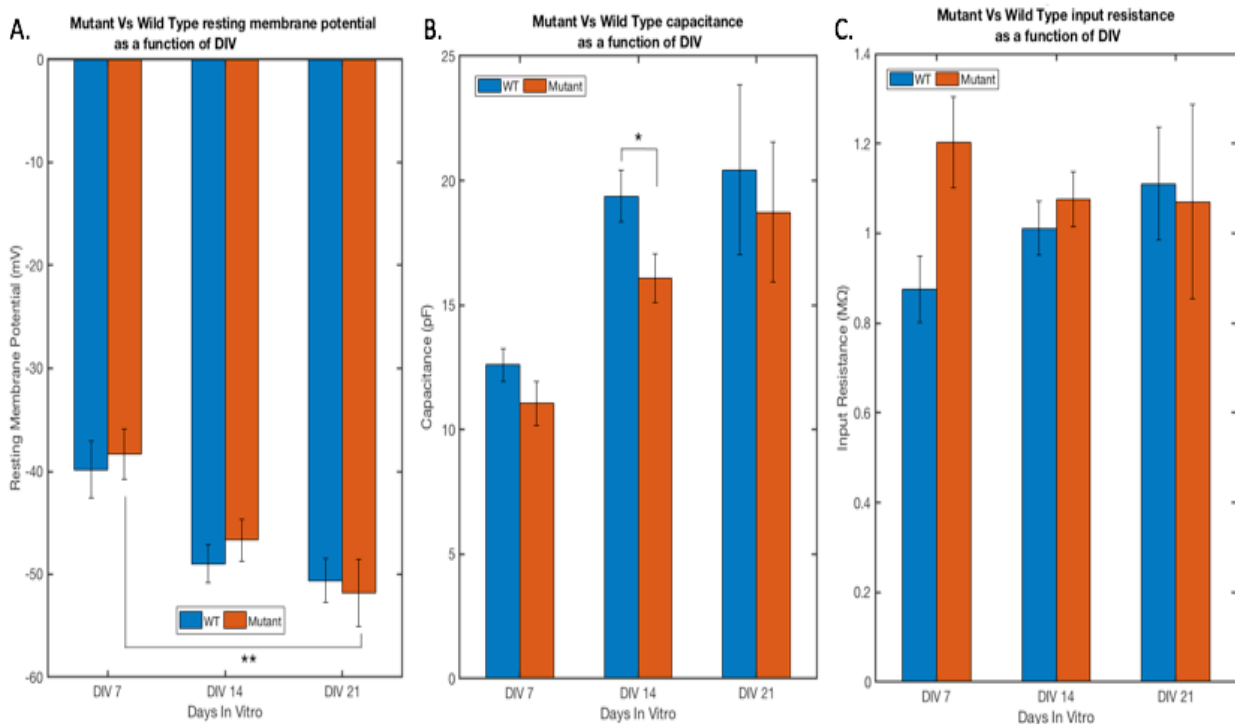 A.
Mutant Vs Wild Type resting membrane potential
as a function of DIV
0
-10
-20
-30
-40
-50
-60
Resting Membrane Potential (mV)
WT
Mutant
**
DIV 7
DIV 14
DIV 21
Days In Vitro
B.
Mutant Vs Wild Type capacitance
as a function of DIV
25
20
15
10
5
0
Capacitance (pF)
WT
Mutant
*
DIV 7
DIV 14
DIV 21
Days In Vitro
C.
Mutant Vs Wild Type input resistance
as a function of DIV
1.4
1.2
1
0.8
0.6
0.4
0.2
0
Input Resistance (MΩ)
WT
Mutant
DIV 7
DIV 14
DIV 21
Days In Vitro